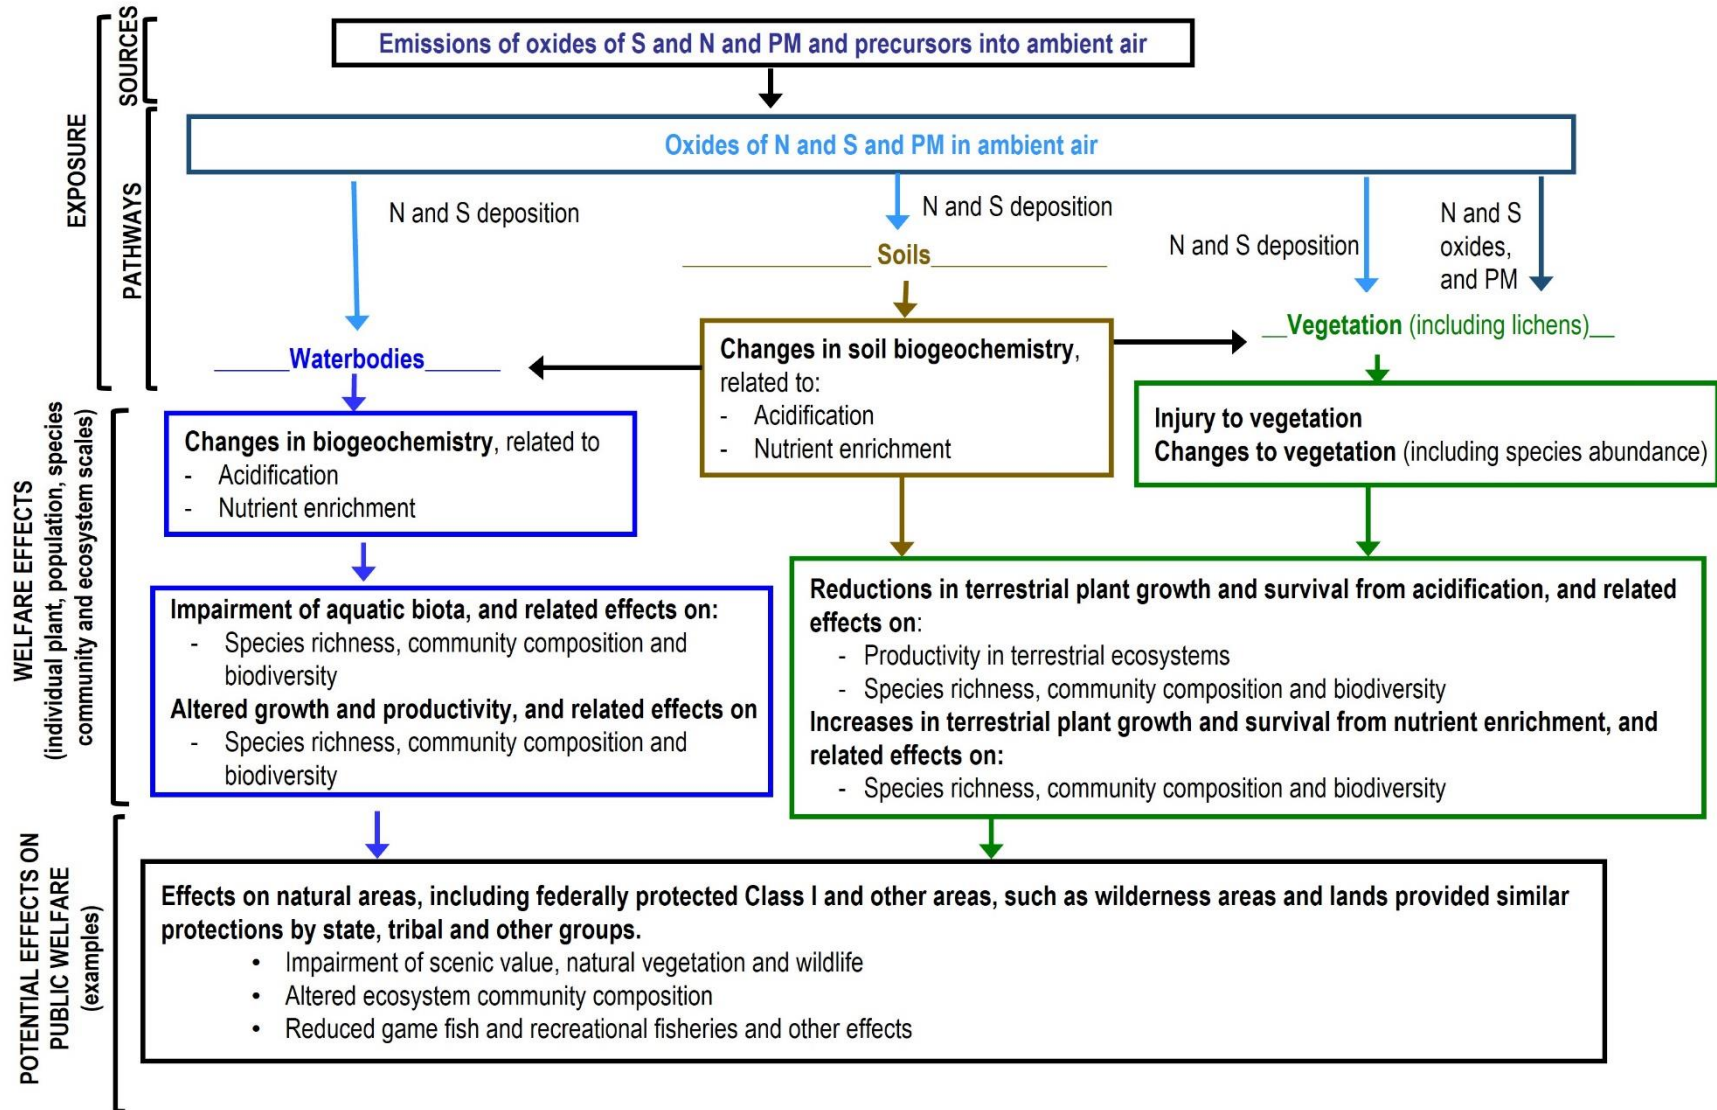 SOURCES
EXPOSURE
PATHWAYS
Emissions of oxides of S and N and PM and precursors into ambient air
Oxides of N and S and PM in ambient air
N and S deposition
N and S deposition
N and S deposition
N and S
oxides,
and PM
_____________ Soils_____________
______Waterbodies______
__Vegetation (including lichens)__
Changes in soil biogeochemistry,
related to:
- Acidification
- Nutrient enrichment
WELFARE EFFECTS
(individual plant, population, species
community and ecosystem scales)
Changes in biogeochemistry, related to
- Acidification
- Nutrient enrichment
Injury to vegetation
Changes to vegetation (including species abundance)
Impairment of aquatic biota, and related effects on:
- Species richness, community composition and
biodiversity
Altered growth and productivity, and related effects on
- Species richness, community composition and
biodiversity
Reductions in terrestrial plant growth and survival from acidification, and related
effects on:
- Productivity in terrestrial ecosystems
- Species richness, community composition and biodiversity
Increases in terrestrial plant growth and survival from nutrient enrichment, and
related effects on:
- Species richness, community composition and biodiversity
POTENTIAL EFFECTS ON
PUBLIC WELFARE
(examples)
Effects on natural areas, including federally protected Class I and other areas, such as wilderness areas and lands provided similar
protections by state, tribal and other groups.
• Impairment of scenic value, natural vegetation and wildlife
• Altered ecosystem community composition
• Reduced game fish and recreational fisheries and other effects